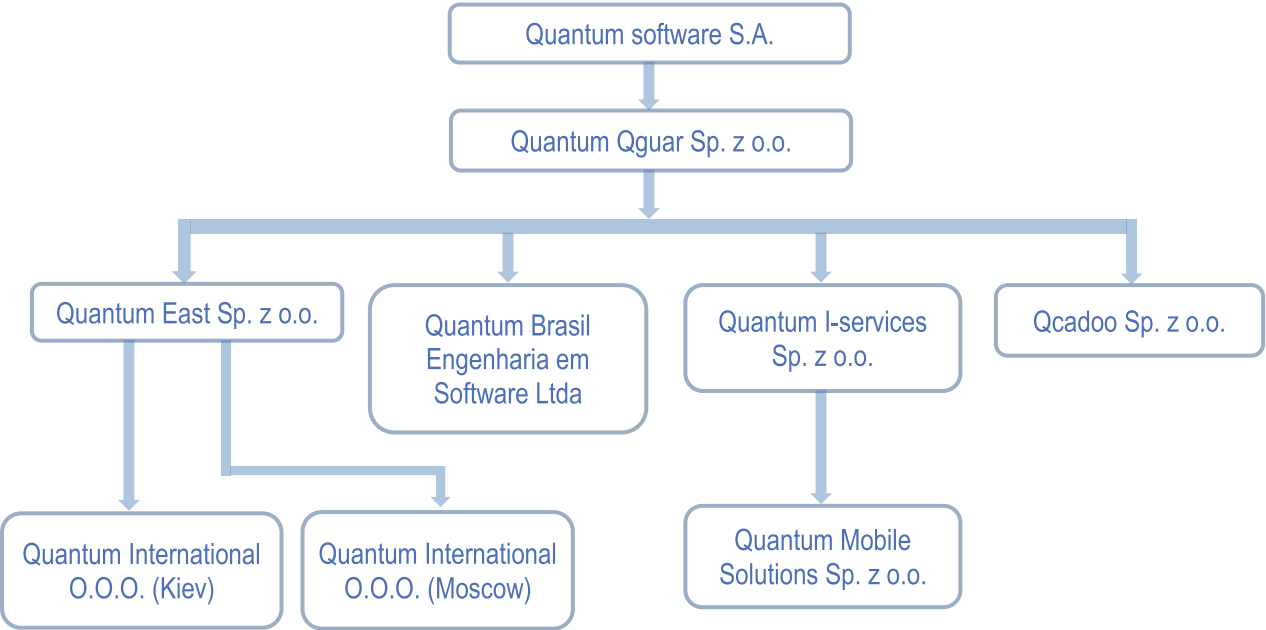 Quantum software S.A.
Quantum Qguar Sp. z o.o.
Quantum East Sp. z o.o.
Quantum Brasil
Engenharia em
Software Ltda
Quantum I-services
Sp. z o.o.
Qcadoo Sp. z o.o.
Quantum International
O.O.O. (Kiev)
Quantum International
O.O.O. (Moscow)
Quantum Mobile
Solutions Sp. z o.o.